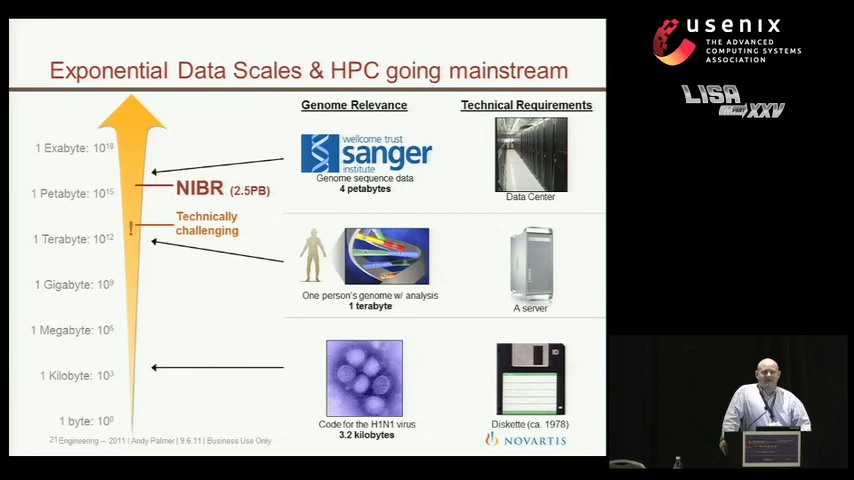 Exponential Data Scales & HPC going mainstream
Genome Relevance
Technical Requirements
1 Exabyte: 10¹⁸
1 Petabyte: 10¹⁵
1 Terabyte: 10¹²
1 Gigabyte: 10⁹
1 Megabyte: 10⁶
1 Kilobyte: 10³
1 byte: 10⁰
NIBR (2.5PB)
!
Technically
challenging
wellcome trust
sanger
institute
Genome sequence data
4 petabytes
Data Center
One person's genome w/ analysis
1 terabyte
A server
Code for the H1N1 virus
3.2 kilobytes
Diskette (ca. 1978)
21 Engineering – 2011 | Andy Palmer | 9.6.11 | Business Use Only
NOVARTIS
usenix
THE ADVANCED
COMPUTING SYSTEMS
ASSOCIATION
LISA
XXV